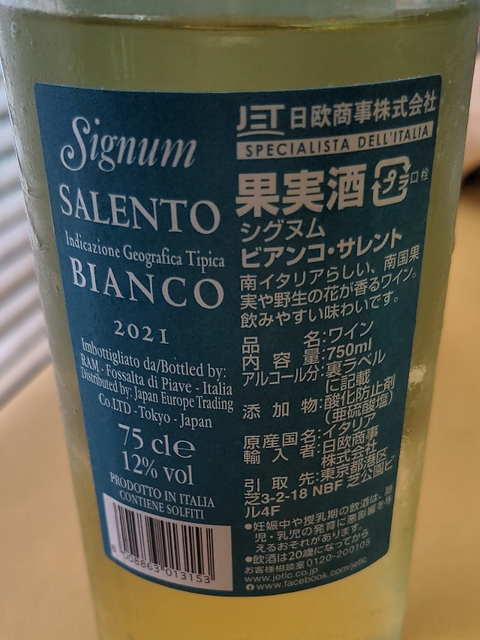 Signum
SALENTO
Indicazione Geografica Tipica
BIANCO
2021
Imbottigliato da/Bottled by:
RAM - Fossalta di Piave - Italia
Distributed by: Japan Europe Trading
Co.LTD - Tokyo - Japan
75 cl e
12% vol
PRODOTTO IN ITALIA
CONTIENE SOLFITI
008863 013153
JET 日欧商事株式会社
SPECIALISTA DELL'ITALIA
果実酒 プラ 口栓
シグヌム
ビアンコ・サレント
南イタリアらしい、南国果
実や野生の花が香るワイン。
飲みやすい味わいです。
品名:ワイン
内容量:750ml
アルコール分:裏ラベル
に記載
添加物:酸化防止剤
(亜硫酸塩)
原産国名:イタリア
輸入者:日欧商事
株式会社
引取先:東京都港区
芝3-2-18 NBF 芝公園ビ
ル4F
●妊娠中や授乳期の飲酒は、胎
児・乳児の発育に悪影響を与
えるおそれがあります。
●飲酒は20歳になってから
お客様相談室 0120-200105
www.jetlc.co.jp
www.facebook.com/jetlc